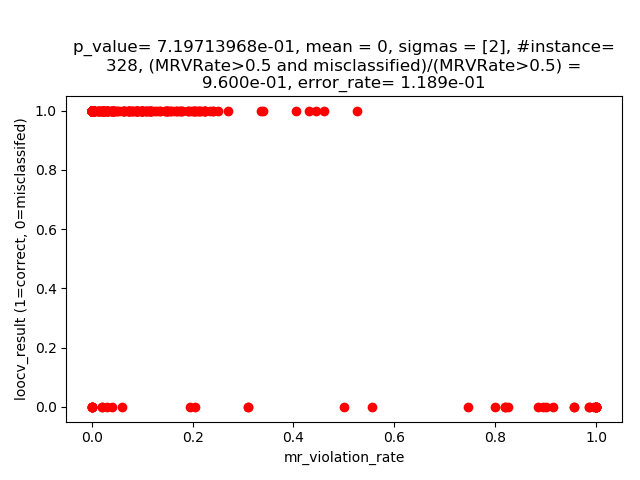 p_value= 7.19713968e-01, mean = 0, sigmas = [2], #instance=
328, (MRVRate>0.5 and misclassified)/(MRVRate>0.5) =
9.600e-01, error_rate= 1.189e-01
1.0
0.8
0.6
0.4
0.2
0.0
loocv_result (1=correct, 0=misclassifed)
0.0 0.2 0.4 0.6 0.8 1.0
mr_violation_rate